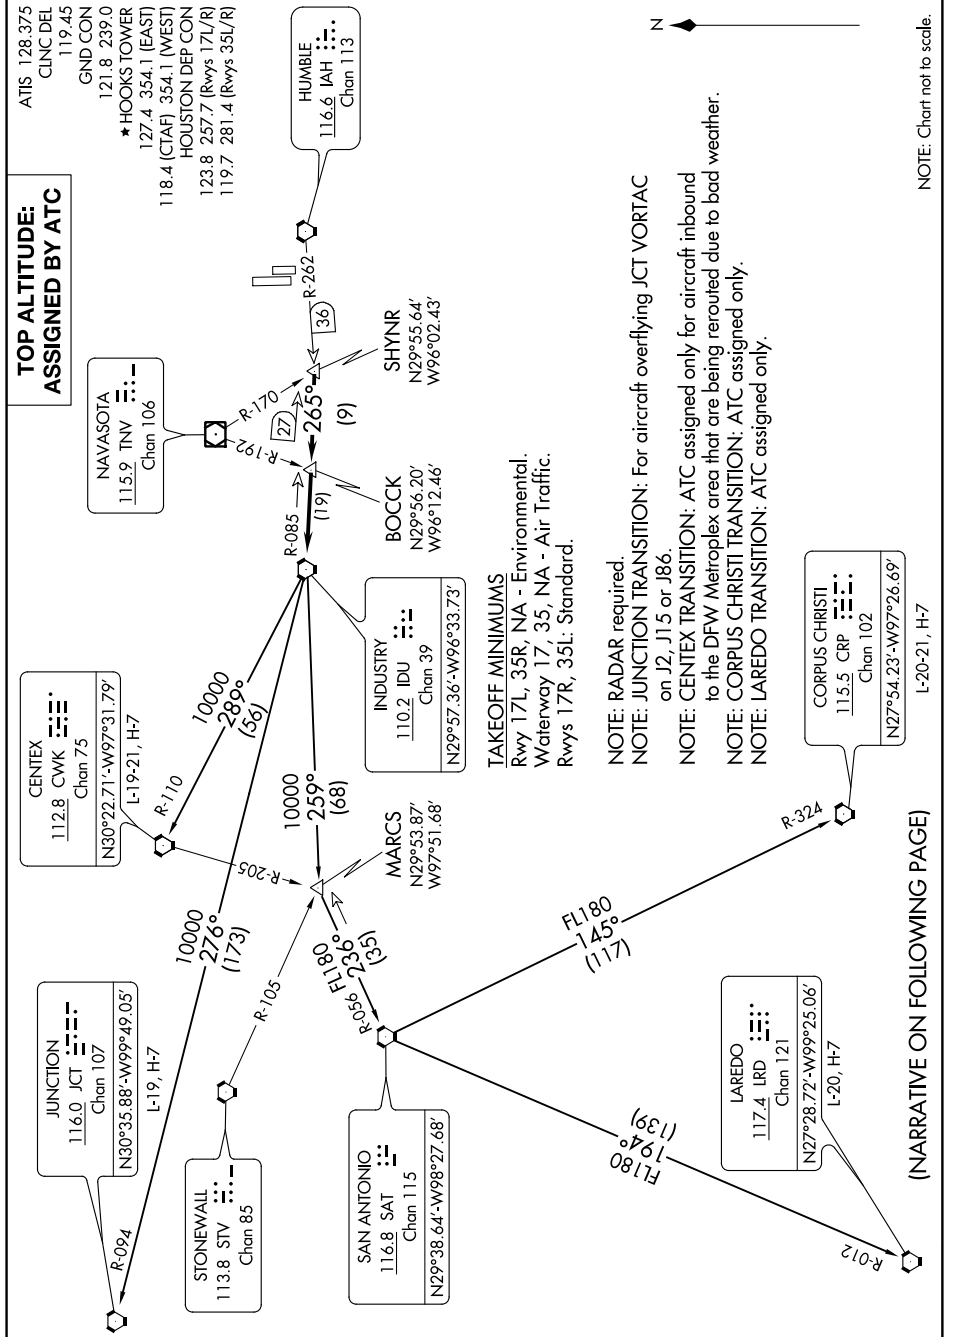 TOP ALTITUDE:
ASSIGNED BY ATC
ATIS 128.375
CLNC DEL
119.45
GND CON
121.8 239.0
★ HOOKS TOWER
127.4 354.1 (EAST)
118.4 (CTAF) 354.1 (WEST)
HOUSTON DEP CON
123.8 257.7 (Rwys 17L/R)
119.7 281.4 (Rwys 35L/R)
JUNCTION
116.0 JCT
Chan 107
N30°35.88'-W99°49.05'
L-19, H-7
R-094
10000
276°
(173)
CENTEX
112.8 CWK
Chan 75
N30°22.71'-W97°31.79'
L-19-21, H-7
R-110
10000
289°
(56)
R-205
NAVASOTA
115.9 TNV
Chan 106
R-192
R-170
27
HUMBLE
116.6 IAH
Chan 113
R-262
36
SHYNR
N29°55.64'
W96°02.43'
265°
(9)
BOCCK
N29°56.20'
W96°12.46'
R-085
(19)
INDUSTRY
110.2 IDU
Chan 39
N29°57.36'-W96°33.73'
10000
259°
(68)
MARCS
N29°53.87'
W97°51.68'
STONEWALL
113.8 STV
Chan 85
R-105
FL180
236°
(35)
R-056
SAN ANTONIO
116.8 SAT
Chan 115
N29°38.64'-W98°27.68'
FL180
194°
(139)
R-012
LAREDO
117.4 LRD
Chan 121
N27°28.72'-W99°25.06'
L-20, H-7
FL180
145°
(117)
R-324
CORPUS CHRISTI
115.5 CRP
Chan 102
N27°54.23'-W97°26.69'
L-20-21, H-7
TAKEOFF MINIMUMS
Rwy 17L, 35R, NA - Environmental.
Waterway 17, 35, NA - Air Traffic.
Rwys 17R, 35L: Standard.
NOTE: RADAR required.
NOTE: JUNCTION TRANSITION: For aircraft overflying JCT VORTAC
on J2, J15 or J86.
NOTE: CENTEX TRANSITION: ATC assigned only for aircraft inbound
to the DFW Metroplex area that are being rerouted due to bad weather.
NOTE: CORPUS CHRISTI TRANSITION: ATC assigned only.
NOTE: LAREDO TRANSITION: ATC assigned only.
N
(NARRATIVE ON FOLLOWING PAGE)
NOTE: Chart not to scale.